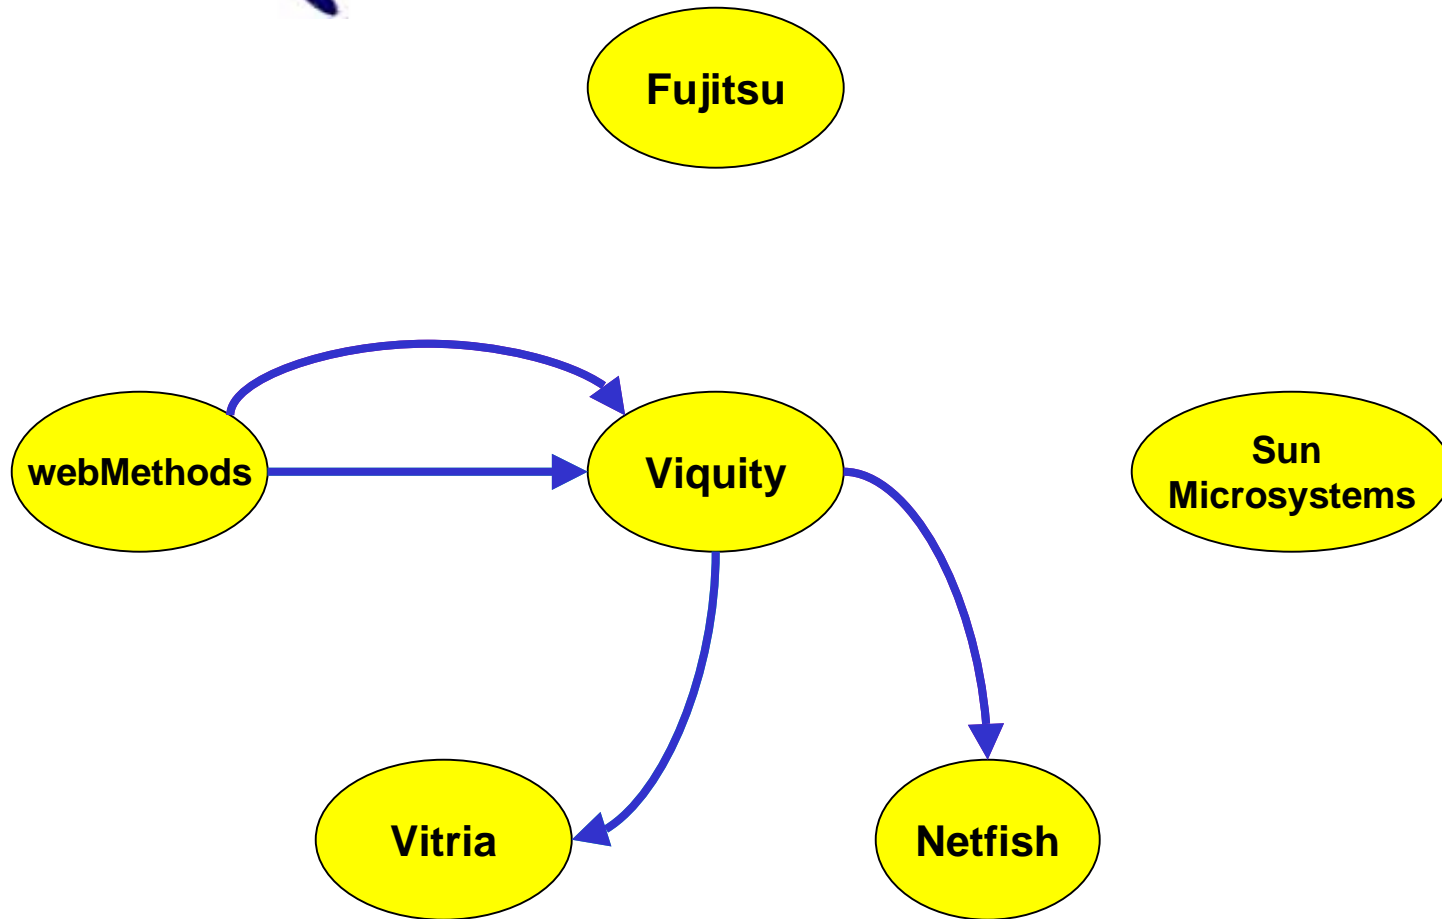 Fujitsu
webMethods
Viquity
Sun
Microsystems
Vitria
Netfish